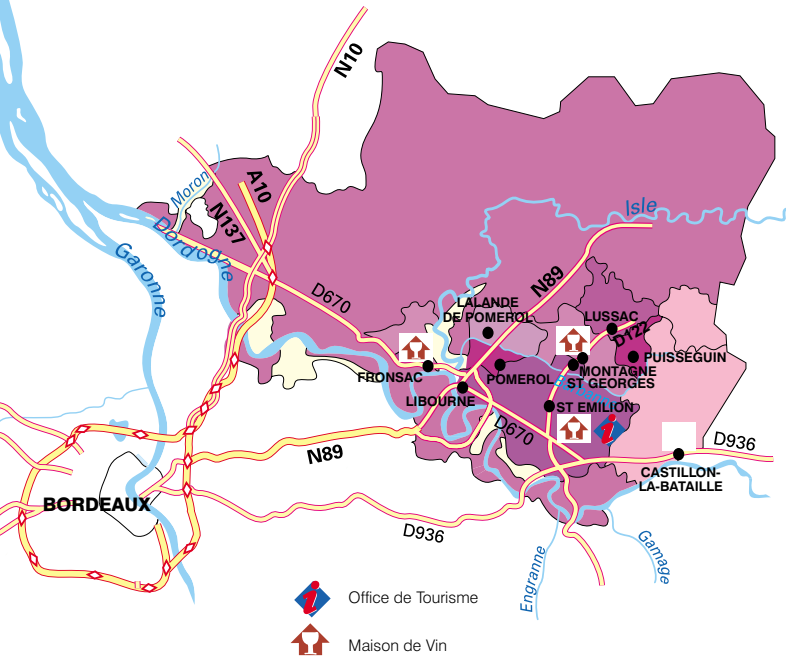 N10
Moron
A10
N137
Isle
Dordogne
Garonne
D670
N89
LALANDE
DE POMEROL
LUSSAC
D122
PUISSEGUIN
MONTAGNE
ST GEORGES
FRONSAC
POMEROL
LIBOURNE
ST EMILION
D670
N89
D936
CASTILLON-
LA-BATAILLE
BORDEAUX
D936
Engranne
Gamage
Office de Tourisme
Maison de Vin